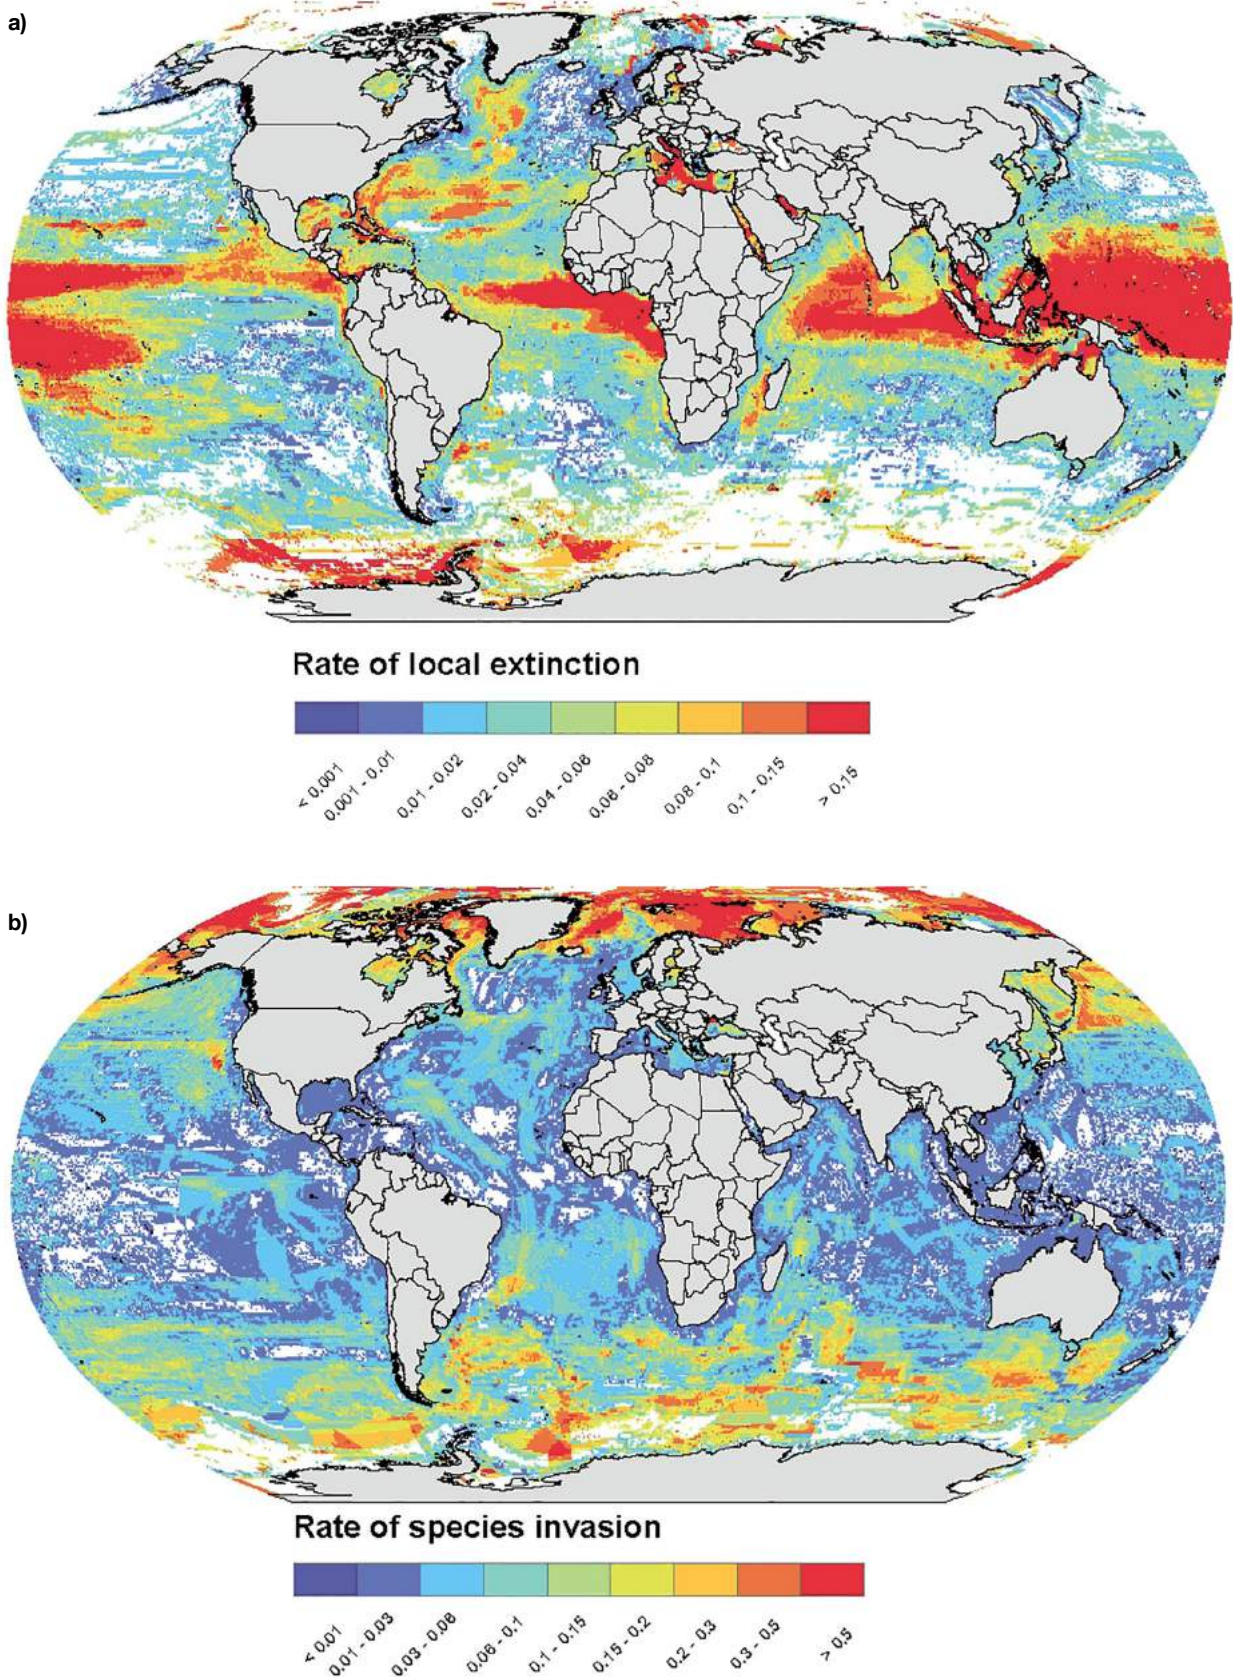 a)
Rate of local extinction
< 0.001
0.001 - 0.01
0.01 - 0.02
0.02 - 0.04
0.04 - 0.06
0.06 - 0.08
0.08 - 0.1
0.1 - 0.15
> 0.15
b)
Rate of species invasion
< 0.01
0.01 - 0.03
0.03 - 0.06
0.06 - 0.1
0.1 - 0.15
0.15 - 0.2
0.2 - 0.3
0.3 - 0.5
> 0.5